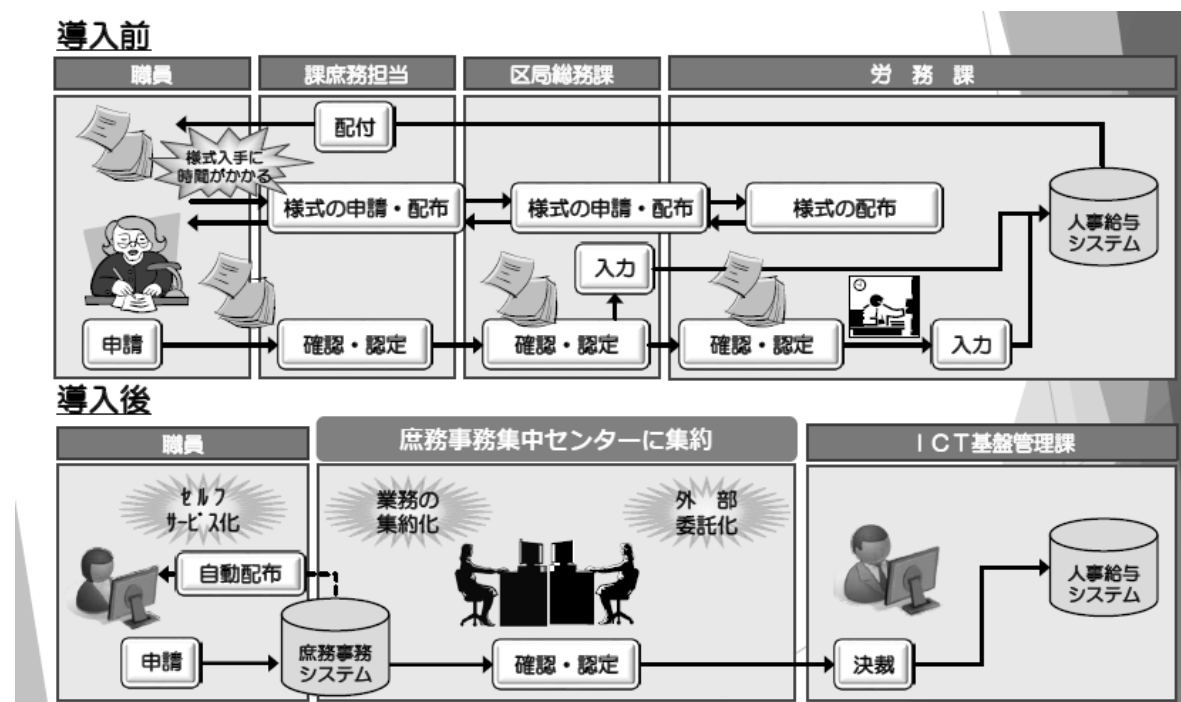 導入前
職員
課庶務担当
区局総務課
労 務 課
配付
様式入手に
時間がかかる
様式の申請・配布
様式の申請・配布
様式の配布
人事給与
システム
入力
申請
確認・認定
確認・認定
確認・認定
入力
導入後
職員
庶務事務集中センターに集約
ICT基盤管理課
セルフ
サービス化
業務の
集約化
外 部
委託化
自動配布
人事給与
システム
申請
庶務事務
システム
確認・認定
決裁